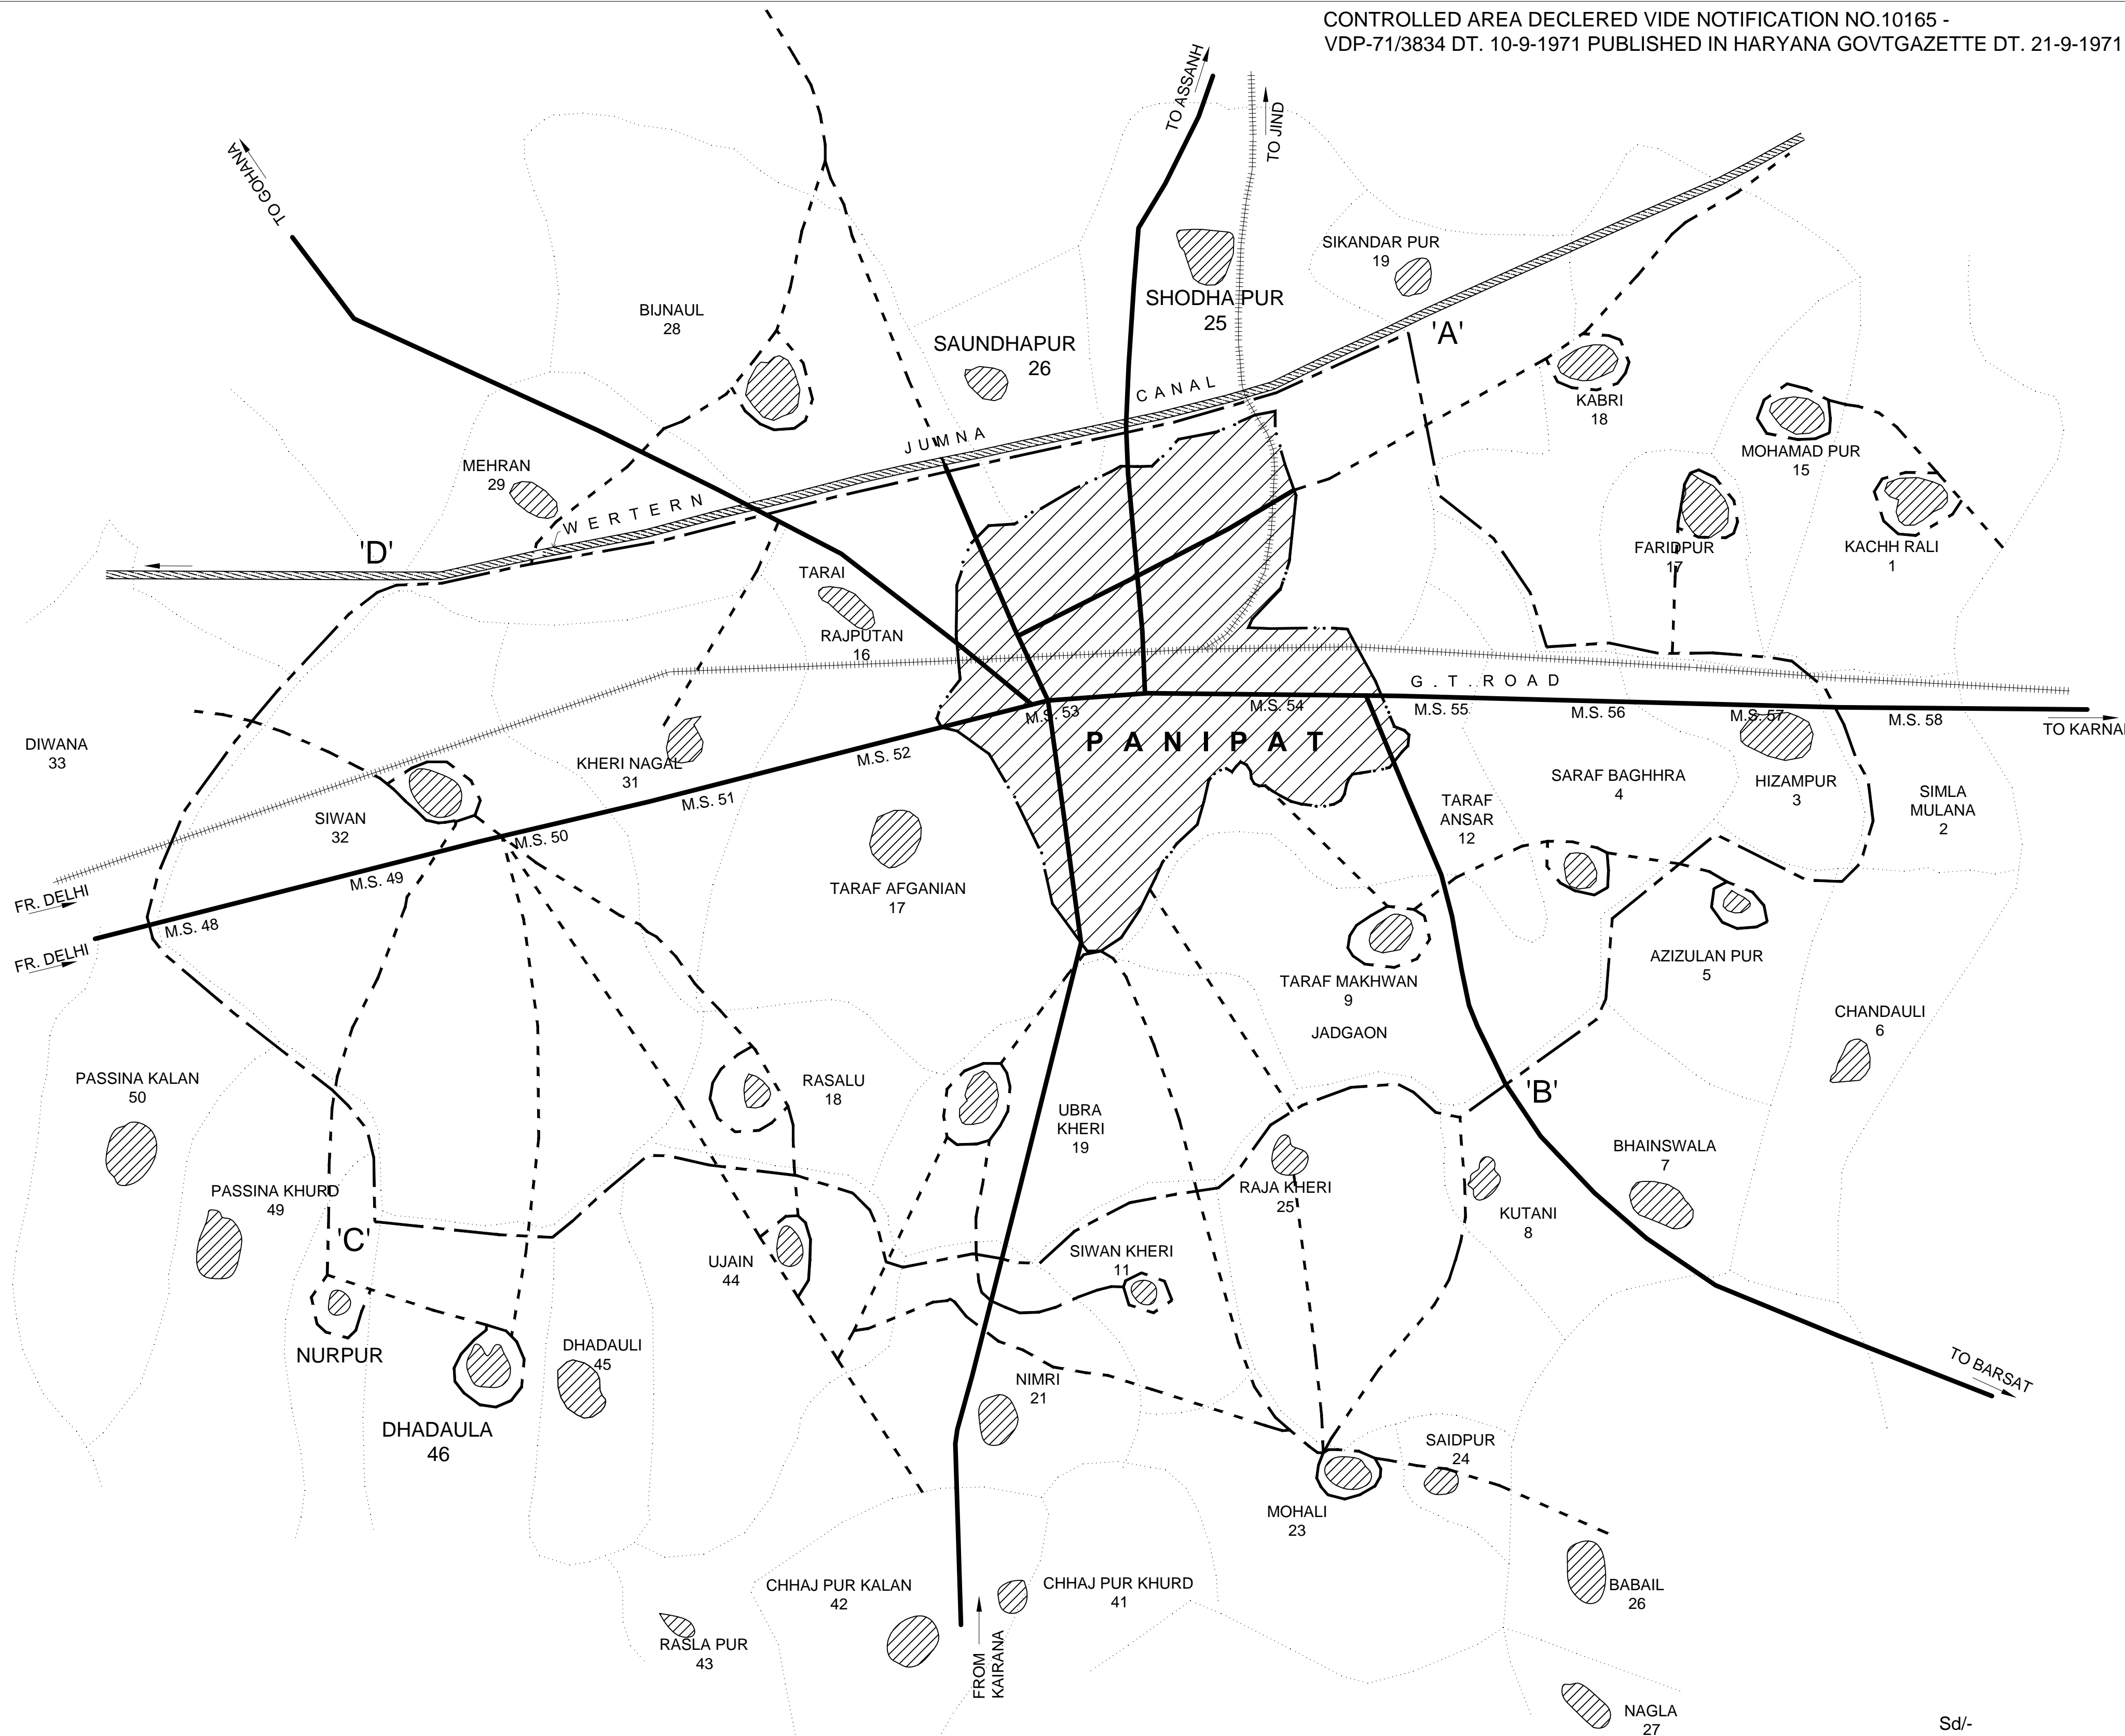 CONTROLLED AREA DECLERED VIDE NOTIFICATION NO.10165 -
VDP-71/3834 DT. 10-9-1971 PUBLISHED IN HARYANA GOVTGAZETTE DT. 21-9-1971
TO ASSANH
TO JIND
TO GOHANA
SIKANDAR PUR
19
SHODHA PUR
25
BIJNAUL
28
SAUNDHAPUR
26
'A'
KABRI
18
CANAL
JUMNA
WERTERN
MEHRAN
29
MOHAMAD PUR
15
'D'
FARIDPUR
17
KACHH RALI
1
TARAI
RAJPUTAN
16
G.T.ROAD
M.S. 53
M.S. 54
M.S. 55
M.S. 56
M.S. 57
M.S. 58
TO KARNAL
PANIPAT
DIWANA
33
KHERI NAGAL
31
M.S. 52
M.S. 51
M.S. 50
M.S. 49
M.S. 48
SIWAN
32
SARAF BAGHHRA
4
HIZAMPUR
3
SIMLA
MULANA
2
TARAF
ANSAR
12
FR. DELHI
FR. DELHI
TARAF AFGANIAN
17
AZIZULAN PUR
5
TARAF MAKHWAN
9
JADGAON
CHANDAULI
6
PASSINA KALAN
50
RASALU
18
UBRA
KHERI
19
'B'
BHAINSWALA
7
PASSINA KHURD
49
RAJA KHERI
25
KUTANI
8
'C'
UJAIN
44
SIWAN KHERI
11
NURPUR
DHADAULI
45
NIMRI
21
TO BARSAT
DHADAULA
46
SAIDPUR
24
MOHALI
23
CHHAJ PUR KALAN
42
CHHAJ PUR KHURD
41
BABAIL
26
RASLA PUR
43
FROM
KAIRANA
NAGLA
27
Sd/-